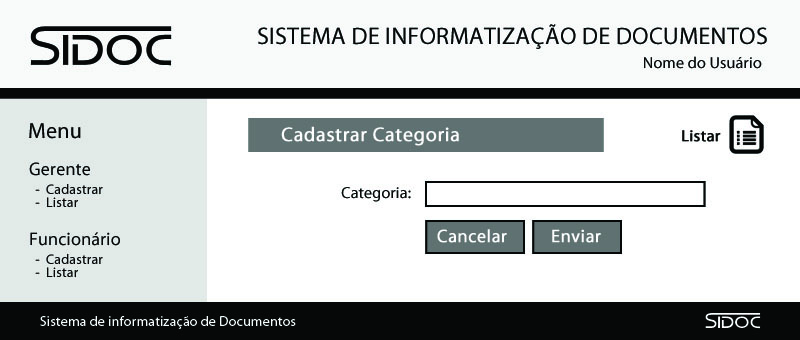 SIDOC
SISTEMA DE INFORMATIZAÇÃO DE DOCUMENTOS
Nome do Usuário
Menu
Gerente
- Cadastrar
- Listar
Funcionário
- Cadastrar
- Listar
Cadastrar Categoria
Listar
Categoria:
Cancelar
Enviar
Sistema de informatização de Documentos
SIDOC